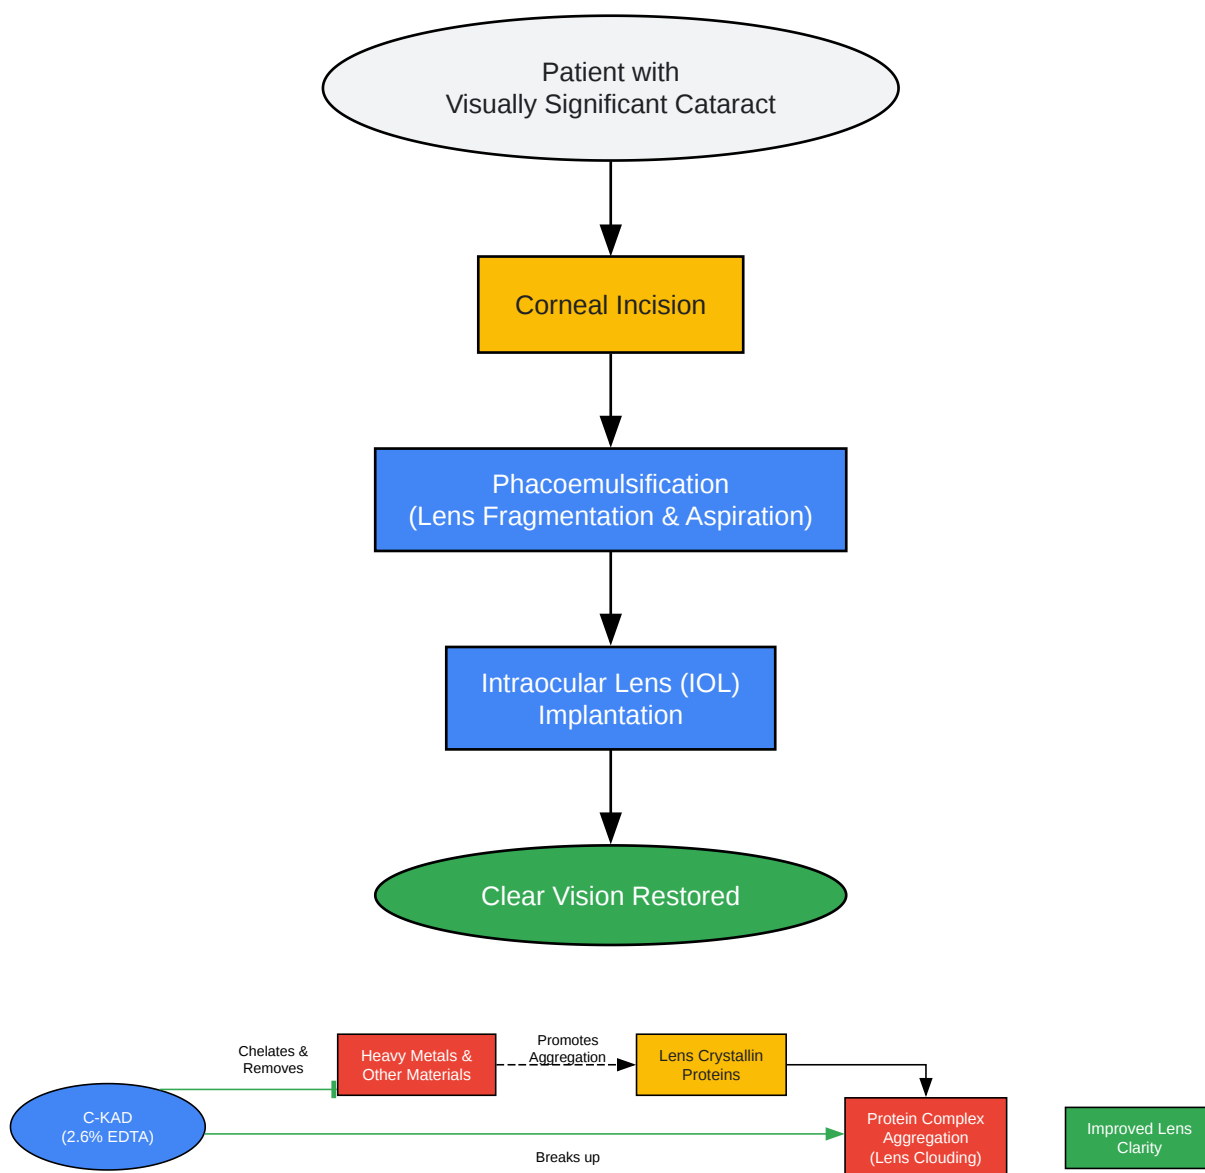 Patient with
Visually Significant Cataract
Corneal Incision
Phacoemulsification
(Lens Fragmentation & Aspiration)
Intraocular Lens (IOL)
Implantation
Clear Vision Restored
Chelates &
Removes
Heavy Metals &
Other Materials
Promotes
Aggregation
Lens Crystallin
Proteins
C-KAD
(2.6% EDTA)
Breaks up
Protein Complex
Aggregation
(Lens Clouding)
Improved Lens
Clarity